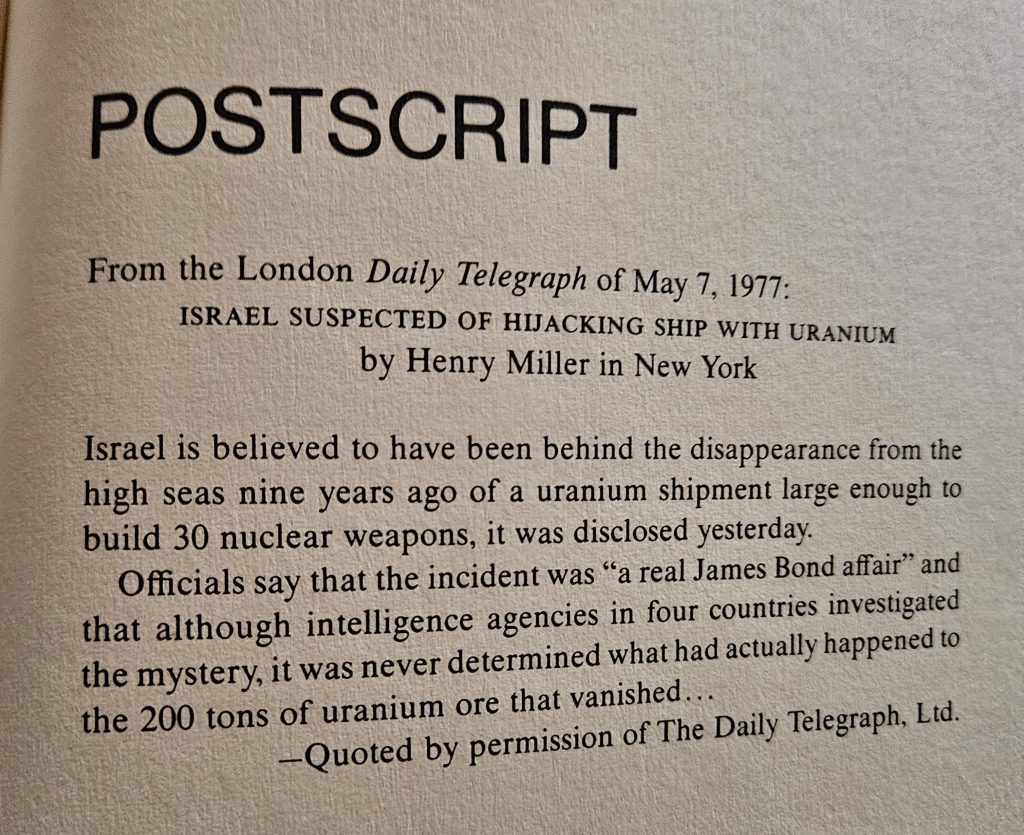 POSTSCRIPT
From the London Daily Telegraph of May 7, 1977:
ISRAEL SUSPECTED OF HIJACKING SHIP WITH URANIUM
by Henry Miller in New York
Israel is believed to have been behind the disappearance from the
high seas nine years ago of a uranium shipment large enough to
build 30 nuclear weapons, it was disclosed yesterday.
Officials say that the incident was “a real James Bond affair” and
that although intelligence agencies in four countries investigated
the mystery, it was never determined what had actually happened to
the 200 tons of uranium ore that vanished...
—Quoted by permission of The Daily Telegraph, Ltd.